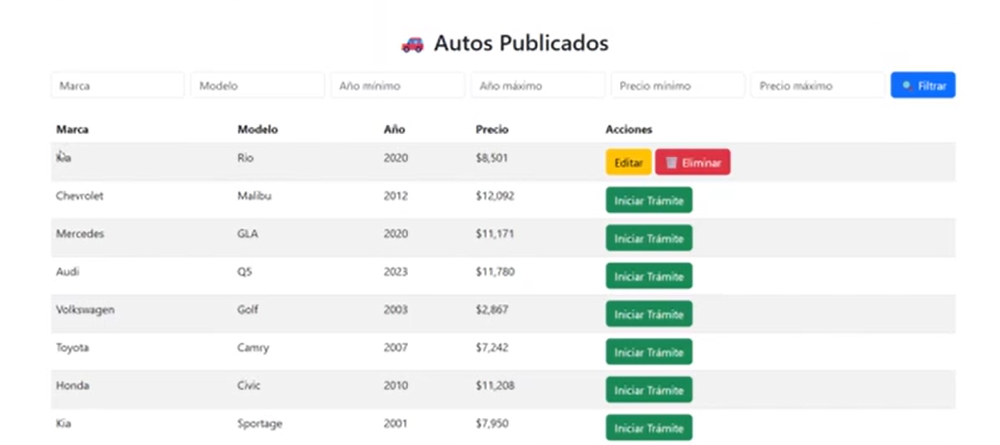 Autos Publicados
Marca Modelo Año mínimo Año máximo Precio mínimo Precio máximo Filtrar
Marca Modelo Año Precio Acciones
Kia Rio 2020 $8,501 Editar Eliminar
Chevrolet Malibu 2012 $12,092 Iniciar Trámite
Mercedes GLA 2020 $11,171 Iniciar Trámite
Audi Q5 2023 $11,780 Iniciar Trámite
Volkswagen Golf 2003 $2,867 Iniciar Trámite
Toyota Camry 2007 $7,242 Iniciar Trámite
Honda Civic 2010 $11,208 Iniciar Trámite
Kia Sportage 2001 $7,950 Iniciar Trámite